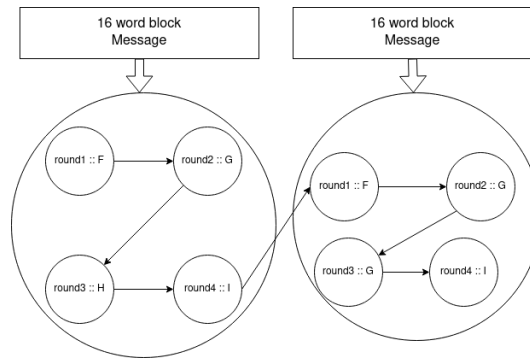 16 word block
Message
16 word block
Message
round1 :: F
round2 :: G
round3 :: H
round4 :: I
round1 :: F
round2 :: G
round3 :: G
round4 :: I